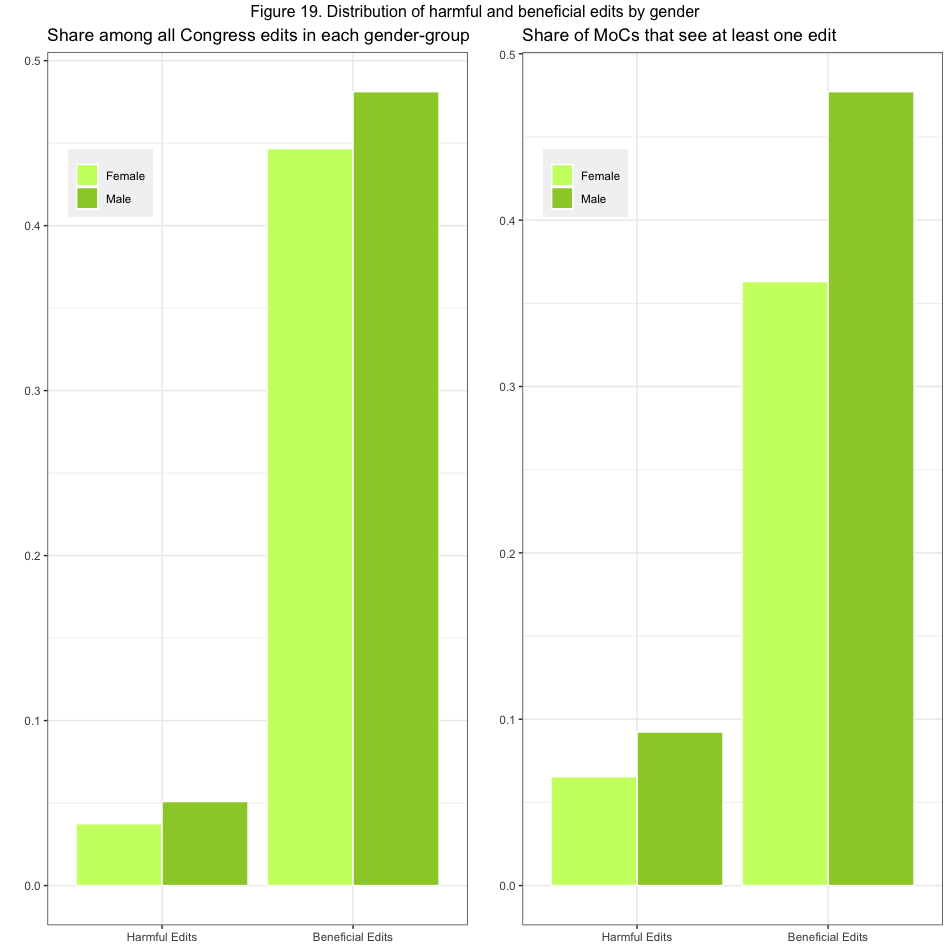 Figure 19. Distribution of harmful and beneficial edits by gender
Share among all Congress edits in each gender-group
0.5
0.4
0.3
0.2
0.1
0.0
Female
Male
Harmful Edits
Beneficial Edits
Share of MoCs that see at least one edit
0.5
0.4
0.3
0.2
0.1
0.0
Female
Male
Harmful Edits
Beneficial Edits